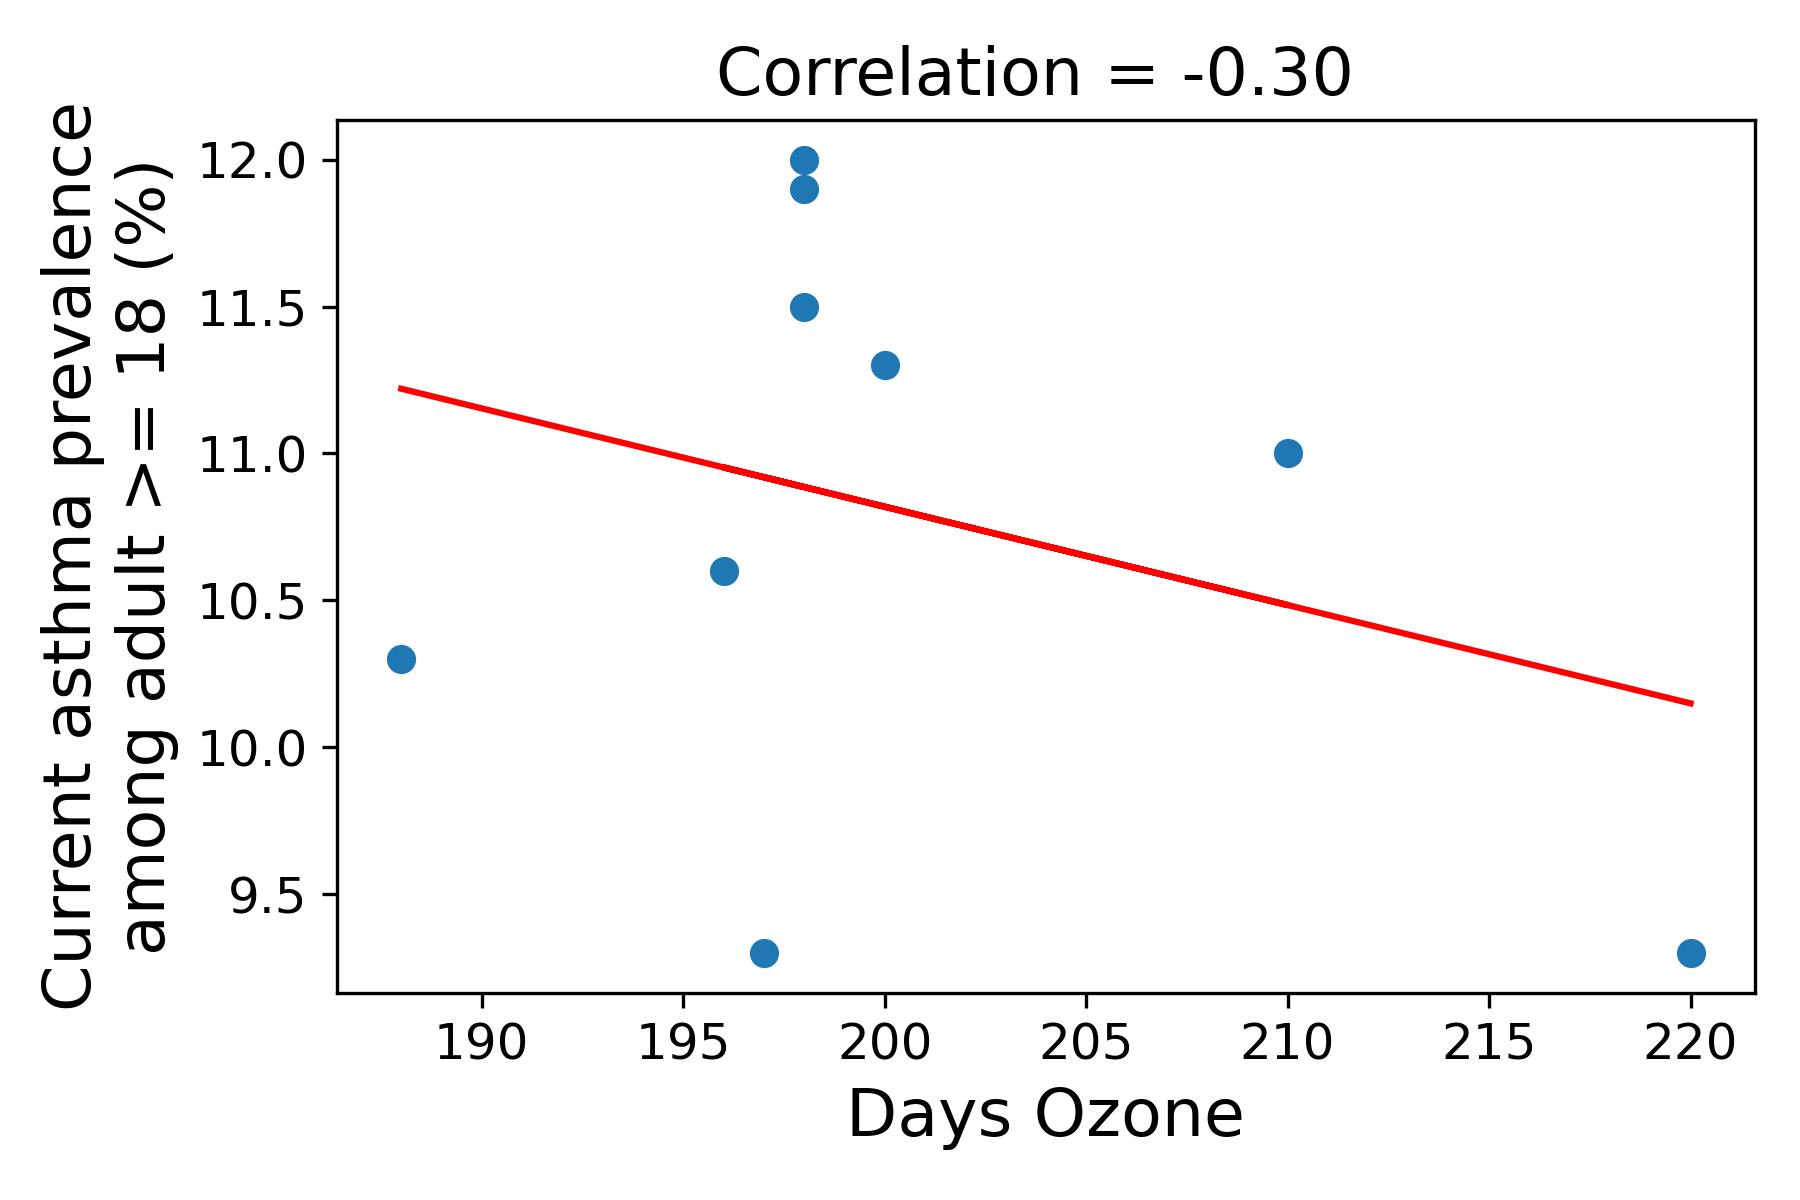 Correlation = -0.30
Current asthma prevalence
among adult >= 18 (%)
12.0
11.5
11.0
10.5
10.0
9.5
190 195 200 205 210 215 220
Days Ozone